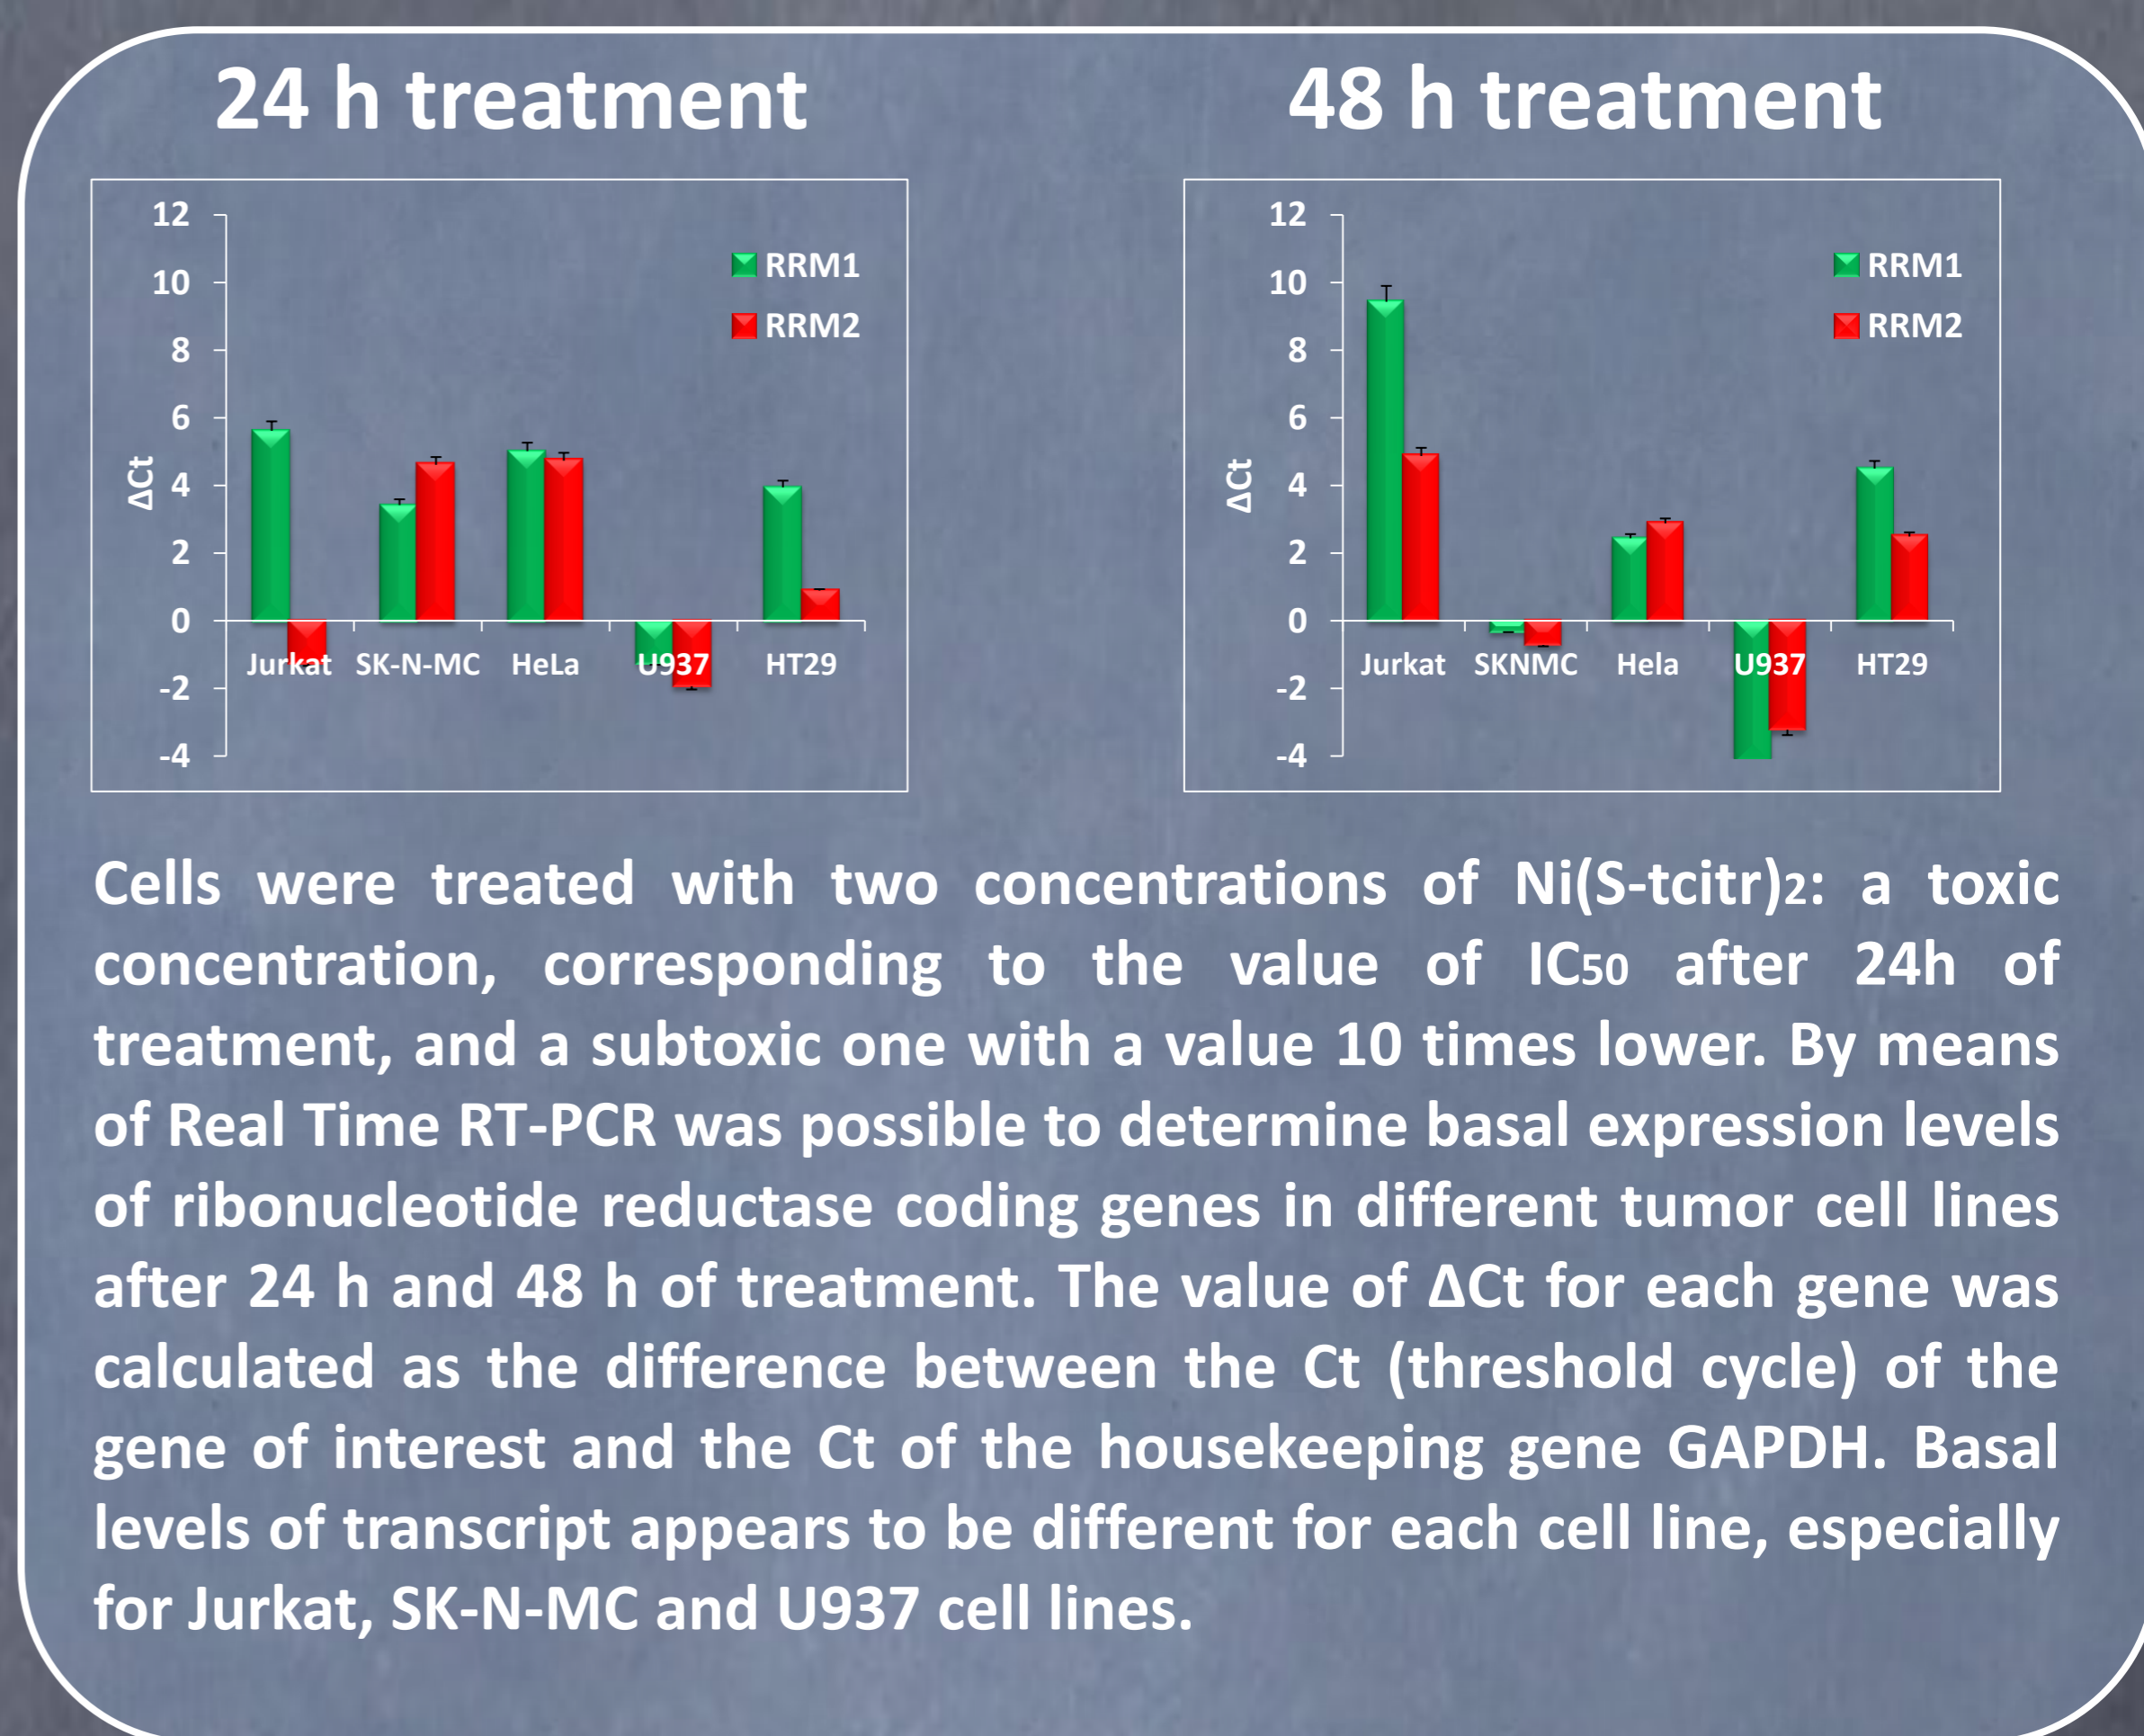 24 h treatment
48 h treatment
12
10
8
6
4
2
0
-2
-4
ΔCt
RRM1
RRM2
Jurkat SK-N-MC HeLa U937 HT29
12
10
8
6
4
2
0
-2
-4
ΔCt
RRM1
RRM2
Jurkat SKNMC Hela U937 HT29
Cells were treated with two concentrations of Ni(S-tcitr)2: a toxic
concentration, corresponding to the value of IC50 after 24h of
treatment, and a subtoxic one with a value 10 times lower. By means
of Real Time RT-PCR was possible to determine basal expression levels
of ribonucleotide reductase coding genes in different tumor cell lines
after 24 h and 48 h of treatment. The value of ΔCt for each gene was
calculated as the difference between the Ct (threshold cycle) of the
gene of interest and the Ct of the housekeeping gene GAPDH. Basal
levels of transcript appears to be different for each cell line, especially
for Jurkat, SK-N-MC and U937 cell lines.